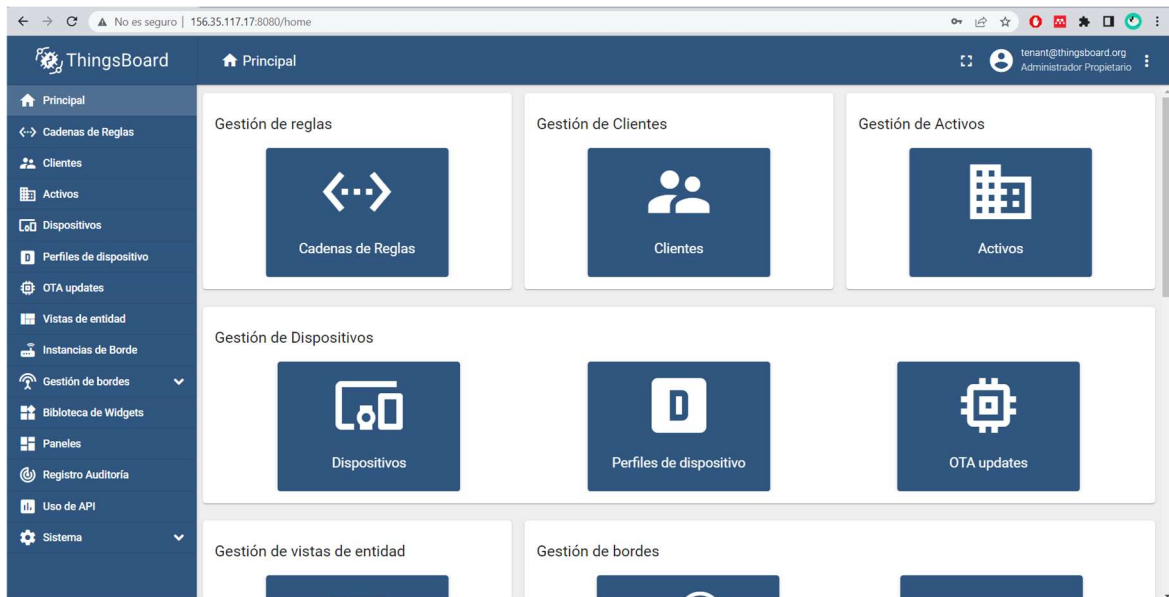 No es seguro | 156.35.117.17:8080/home
ThingsBoard
Principal
tenant@thingsboard.org
Administrador Propietario
Principal
Cadenas de Reglas
Clientes
Activos
Dispositivos
Perfiles de dispositivo
OTA updates
Vistas de entidad
Instancias de Borde
Gestión de bordes
Bibloteca de Widgets
Paneles
Registro Auditoría
Uso de API
Sistema
Gestión de reglas
Cadenas de Reglas
Gestión de Clientes
Clientes
Gestión de Activos
Activos
Gestión de Dispositivos
Dispositivos
D
Perfiles de dispositivo
OTA updates
Gestión de vistas de entidad
Gestión de bordes